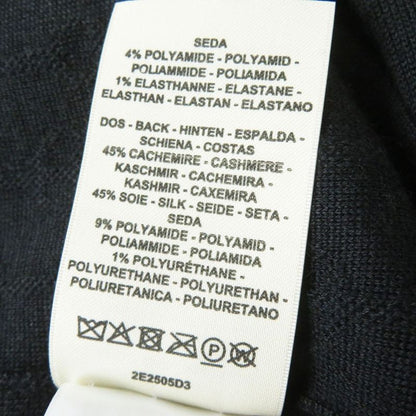 SEDA
4% POLYAMIDE - POLYAMID -
POLIAMMIDE - POLIAMIDA
1% ELASTHANNE - ELASTANE -
ELASTHAN - ELASTAN - ELASTANO
DOS - BACK - HINTEN - ESPALDA -
SCHIENA - COSTAS
45% CACHEMIRE - CASHMERE -
KASCHMIR - CACHEMIRA -
KASHMIR - CAXEMIRA
45% SOIE - SILK - SEIDE - SETA -
SEDA
9% POLYAMIDE - POLYAMID -
POLIAMMIDE - POLIAMIDA
1% POLYURÉTHANE -
POLYURETHANE - POLYURETHAN -
POLIURETANICA - POLIURETANO
P W
2E2505D3